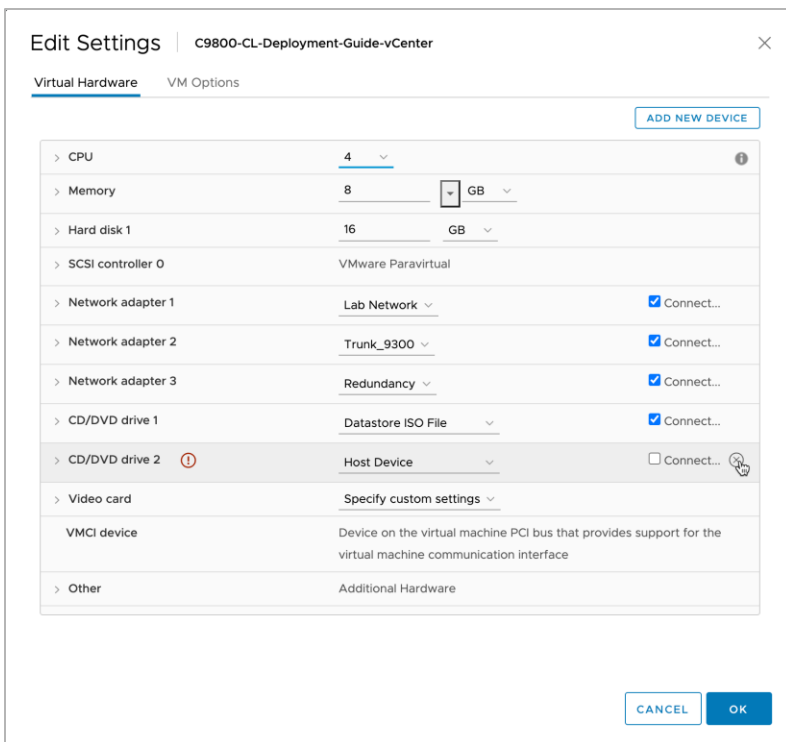 Edit Settings C9800-CL-Deployment-Guide-vCenter
Virtual Hardware VM Options
ADD NEW DEVICE
CPU 4
Memory 8 GB
Hard disk 1 16 GB
SCSI controller 0 VMware Paravirtual
Network adapter 1 Lab Network Connect...
Network adapter 2 Trunk_9300 Connect...
Network adapter 3 Redundancy Connect...
CD/DVD drive 1 Datastore ISO File Connect...
CD/DVD drive 2 Host Device Connect...
Video card Specify custom settings
VMCI device Device on the virtual machine PCI bus that provides support for the
virtual machine communication interface
Other Additional Hardware
CANCEL OK